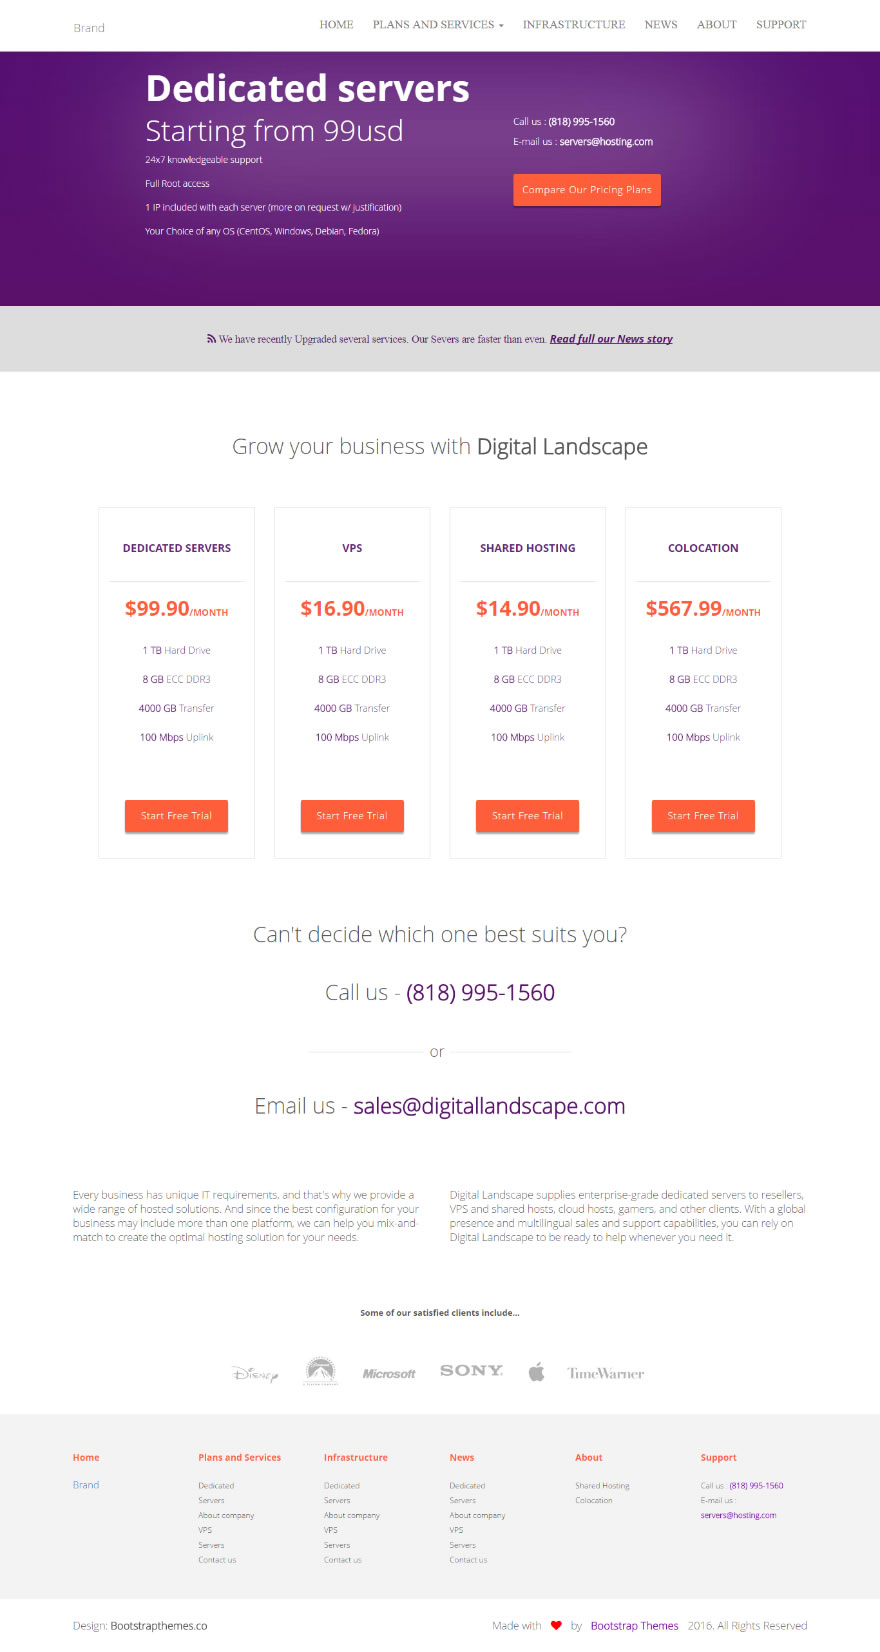 Brand
HOME PLANS AND SERVICES INFRASTRUCTURE NEWS ABOUT SUPPORT
Dedicated servers
Starting from 99usd
24x7 knowledgeable support
Full Root access
1 IP included with each server (more on request w/ justification)
Your Choice of any OS (CentOS, Windows, Debian, Fedora)
Call us : (818) 995-1560
E-mail us : servers@hosting.com
Compare Our Pricing Plans
We have recently Upgraded several services. Our Severs are faster than even. Read full our News story
Grow your business with Digital Landscape
DEDICATED SERVERS
$99.90/MONTH
1 TB Hard Drive
8 GB ECC DDR3
4000 GB Transfer
100 Mbps Uplink
Start Free Trial
VPS
$16.90/MONTH
1 TB Hard Drive
8 GB ECC DDR3
4000 GB Transfer
100 Mbps Uplink
Start Free Trial
SHARED HOSTING
$14.90/MONTH
1 TB Hard Drive
8 GB ECC DDR3
4000 GB Transfer
100 Mbps Uplink
Start Free Trial
COLOCATION
$567.99/MONTH
1 TB Hard Drive
8 GB ECC DDR3
4000 GB Transfer
100 Mbps Uplink
Start Free Trial
Can't decide which one best suits you?
Call us - (818) 995-1560
or
Email us - sales@digitallandscape.com
Every business has unique IT requirements, and that's why we provide a
wide range of hosted solutions. And since the best configuration for your
business may include more than one platform, we can help you mix-and-
match to create the optimal hosting solution for your needs.
Digital Landscape supplies enterprise-grade dedicated servers to resellers,
VPS and shared hosts, cloud hosts, gamers, and other clients. With a global
presence and multilingual sales and support capabilities, you can rely on
Digital Landscape to be ready to help whenever you need it.
Some of our satisfied clients include...
Disney
Microsoft
SONY
TimeWarner
Home
Brand
Plans and Services
Dedicated
Servers
About company
VPS
Servers
Contact us
Infrastructure
Dedicated
Servers
About company
VPS
Servers
Contact us
News
Dedicated
Servers
About company
VPS
Servers
Contact us
About
Shared Hosting
Colocation
Support
Call us : (818) 995-1560
E-mail us :
servers@hosting.com
Design: Bootstrapthemes.co
Made with by Bootstrap Themes 2016. All Rights Reserved